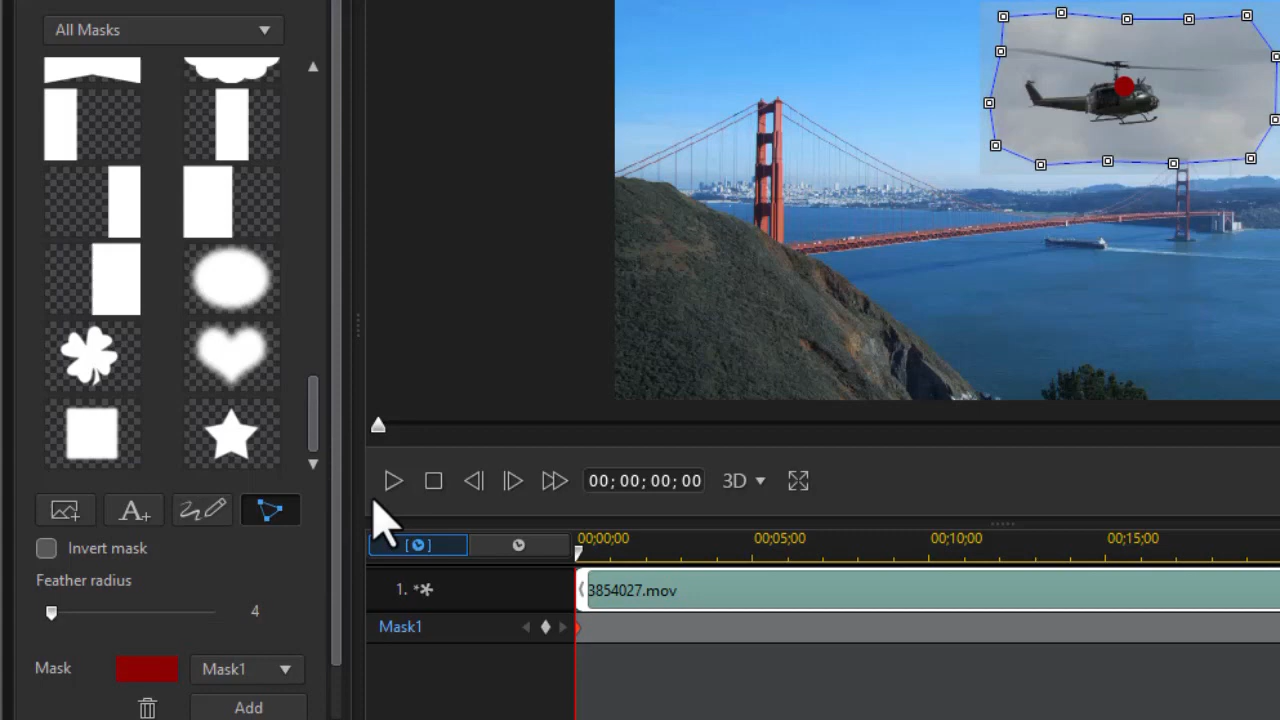 All Masks
Invert mask
Feather radius
4
Mask
Mask1
Add
00;00;00;00
3D
00;00;00
00;05;00
00;10;00
00;15;00
1. *
3854027.mov
Mask1